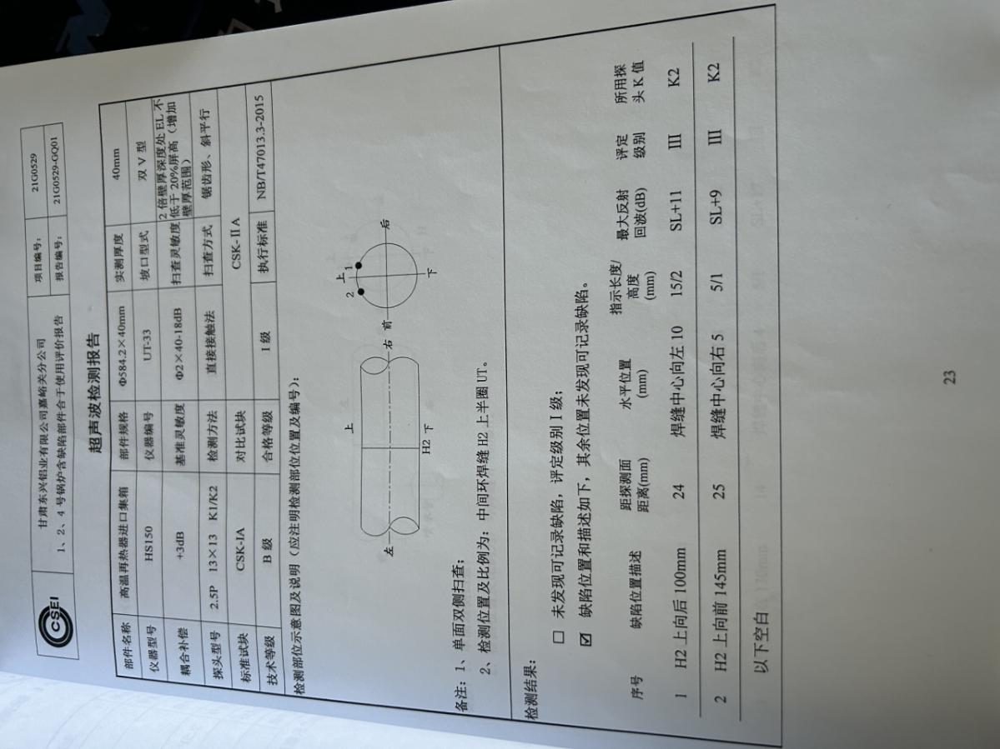 CSEI
甘肃东兴铝业有限公司嘉峪关分公司
1、2、4 号锅炉含缺陷部件合于使用评价报告
项目编号: 21G0529
报告编号: 21G0529-GQ01
超声波检测报告
部件名称 高温再热器进口集箱 部件规格 Φ584.2×40mm 实测厚度 40mm
仪器型号 HS150 仪器编号 UT-33 坡口型式 双 V 型
耦合补偿 +3dB 基准灵敏度 Φ2×40-18dB 扫查灵敏度 2 倍壁厚深度处 EL 不
低于 20%屏高（增加
壁厚范围）
探头型号 2.5P 13×13 K1/K2 检测方法 直接接触法 扫查方式 锯齿形、斜平行
标准试块 CSK-IA 对比试块 CSK-ⅡA
技术等级 B 级 合格等级 I 级 执行标准 NB/T47013.3-2015
检测部位示意图及说明（应注明检测部位位置及编号）：
上
左 右
H2 下
上
2 1
前 后
下
备注：1、单面双侧扫查；
2、检测位置及比例为：中间环焊缝 H2 上半圈 UT。
检测结果：
☐ 未发现可记录缺陷，评定级别 I 级；
☑ 缺陷位置和描述如下，其余位置未发现可记录缺陷。
序号 缺陷位置描述 距探测面
距离(mm) 水平位置
(mm) 指示长度/
高度
(mm) 最大反射
回波(dB) 评定
级别 所用探
头 K 值
1 H2 上向后 100mm 24 焊缝中心向左 10 15/2 SL+11 III K2
2 H2 上向前 145mm 25 焊缝中心向右 5 5/1 SL+9 III K2
以下空白
23